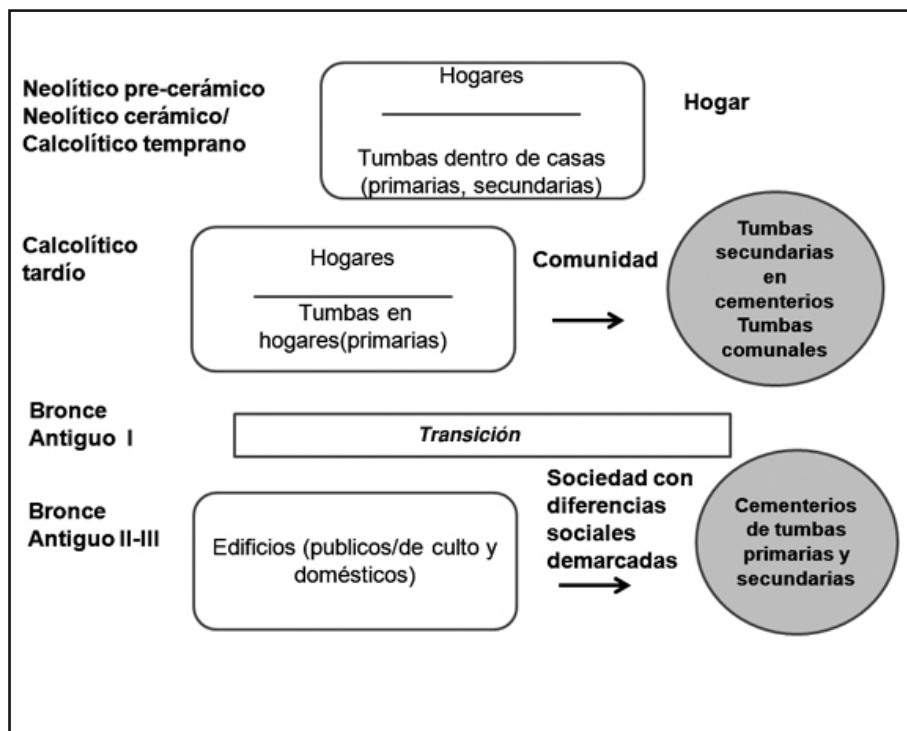 Neolítico pre-cerámico
Neolítico cerámico/
Calcolítico temprano
Hogares
Tumbas dentro de casas
(primarias, secundarias)
Hogar
Calcolítico
tardío
Hogares
Tumbas en
hogares(primarias)
Comunidad
Tumbas
secundarias
en
cementerios
Tumbas
comunales
Bronce
Antiguo I
Transición
Bronce
Antiguo II-III
Edificios (publicos/de culto y
domésticos)
Sociedad con
diferencias
sociales
demarcadas
Cementerios
de tumbas
primarias y
secundarias